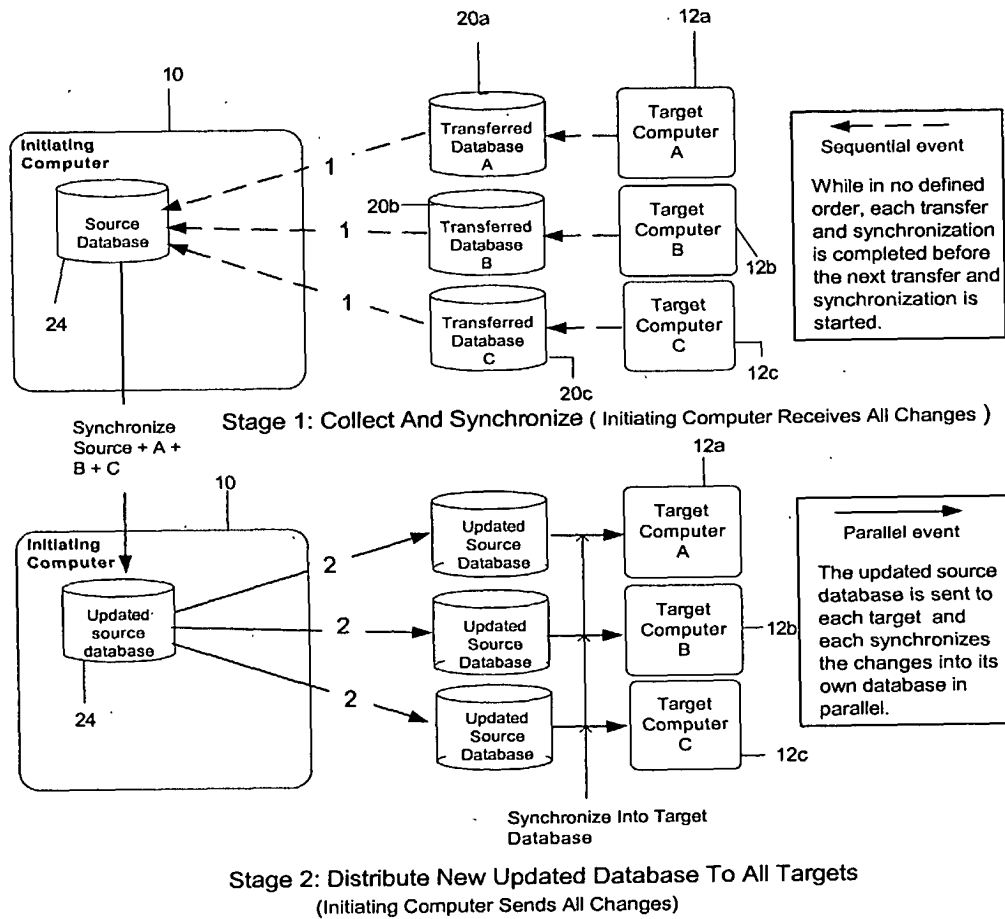 20a
12a
10
Initiating
Computer
Source
Database
24
1
1
1
Transferred
Database
A
20b
Transferred
Database
B
Transferred
Database
C
20c
Target
Computer
A
Target
Computer
B
12b
Target
Computer
C
12c
Sequential event
While in no defined
order, each transfer
and synchronization
is completed before
the next transfer and
synchronization is
started.
Stage 1: Collect And Synchronize ( Initiating Computer Receives All Changes )
Synchronize
Source + A +
B + C
10
12a
Initiating
Computer
Updated
source
database
24
2
2
2
Updated
Source
Database
Updated
Source
Database
Updated
Source
Database
Target
Computer
A
Target
Computer
B
12b
Target
Computer
C
12c
Parallel event
The updated source
database is sent to
each target and
each synchronizes
the changes into its
own database in
parallel.
Synchronize Into Target
Database
Stage 2: Distribute New Updated Database To All Targets
(Initiating Computer Sends All Changes)